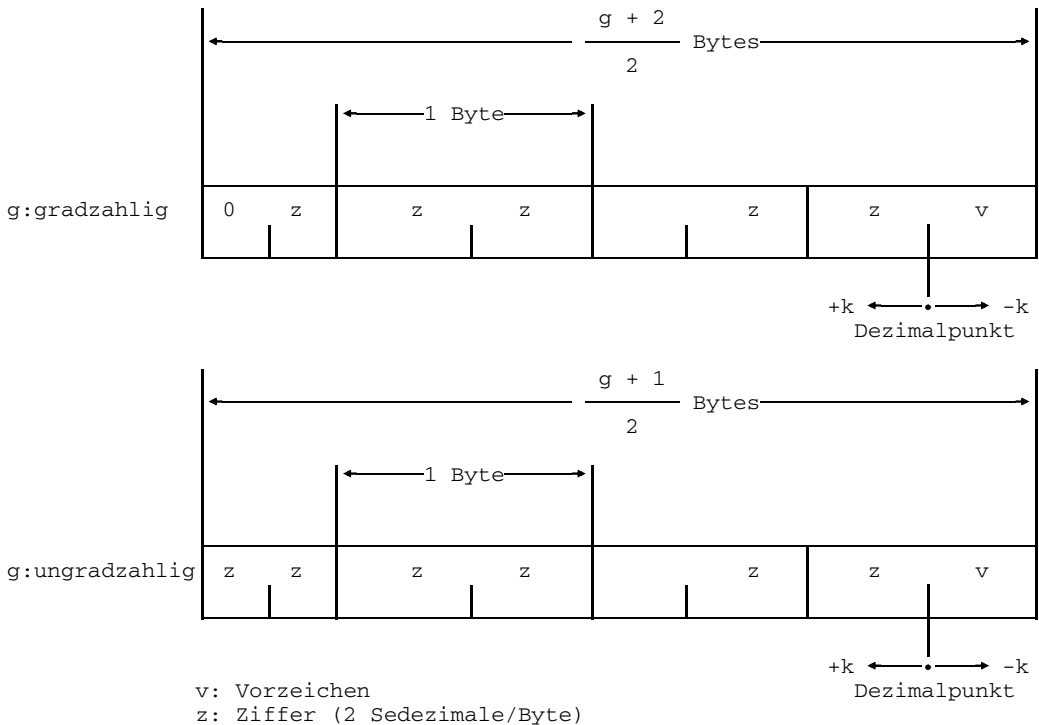 g + 2
Bytes
2
1 Byte
g:gradzahlig 0 z z z z z v
+k -k
Dezimalpunkt
g + 1
Bytes
2
1 Byte
g:ungradzahlig z z z z z z v
+k -k
Dezimalpunkt
v: Vorzeichen
z: Ziffer (2 Sedezimale/Byte)